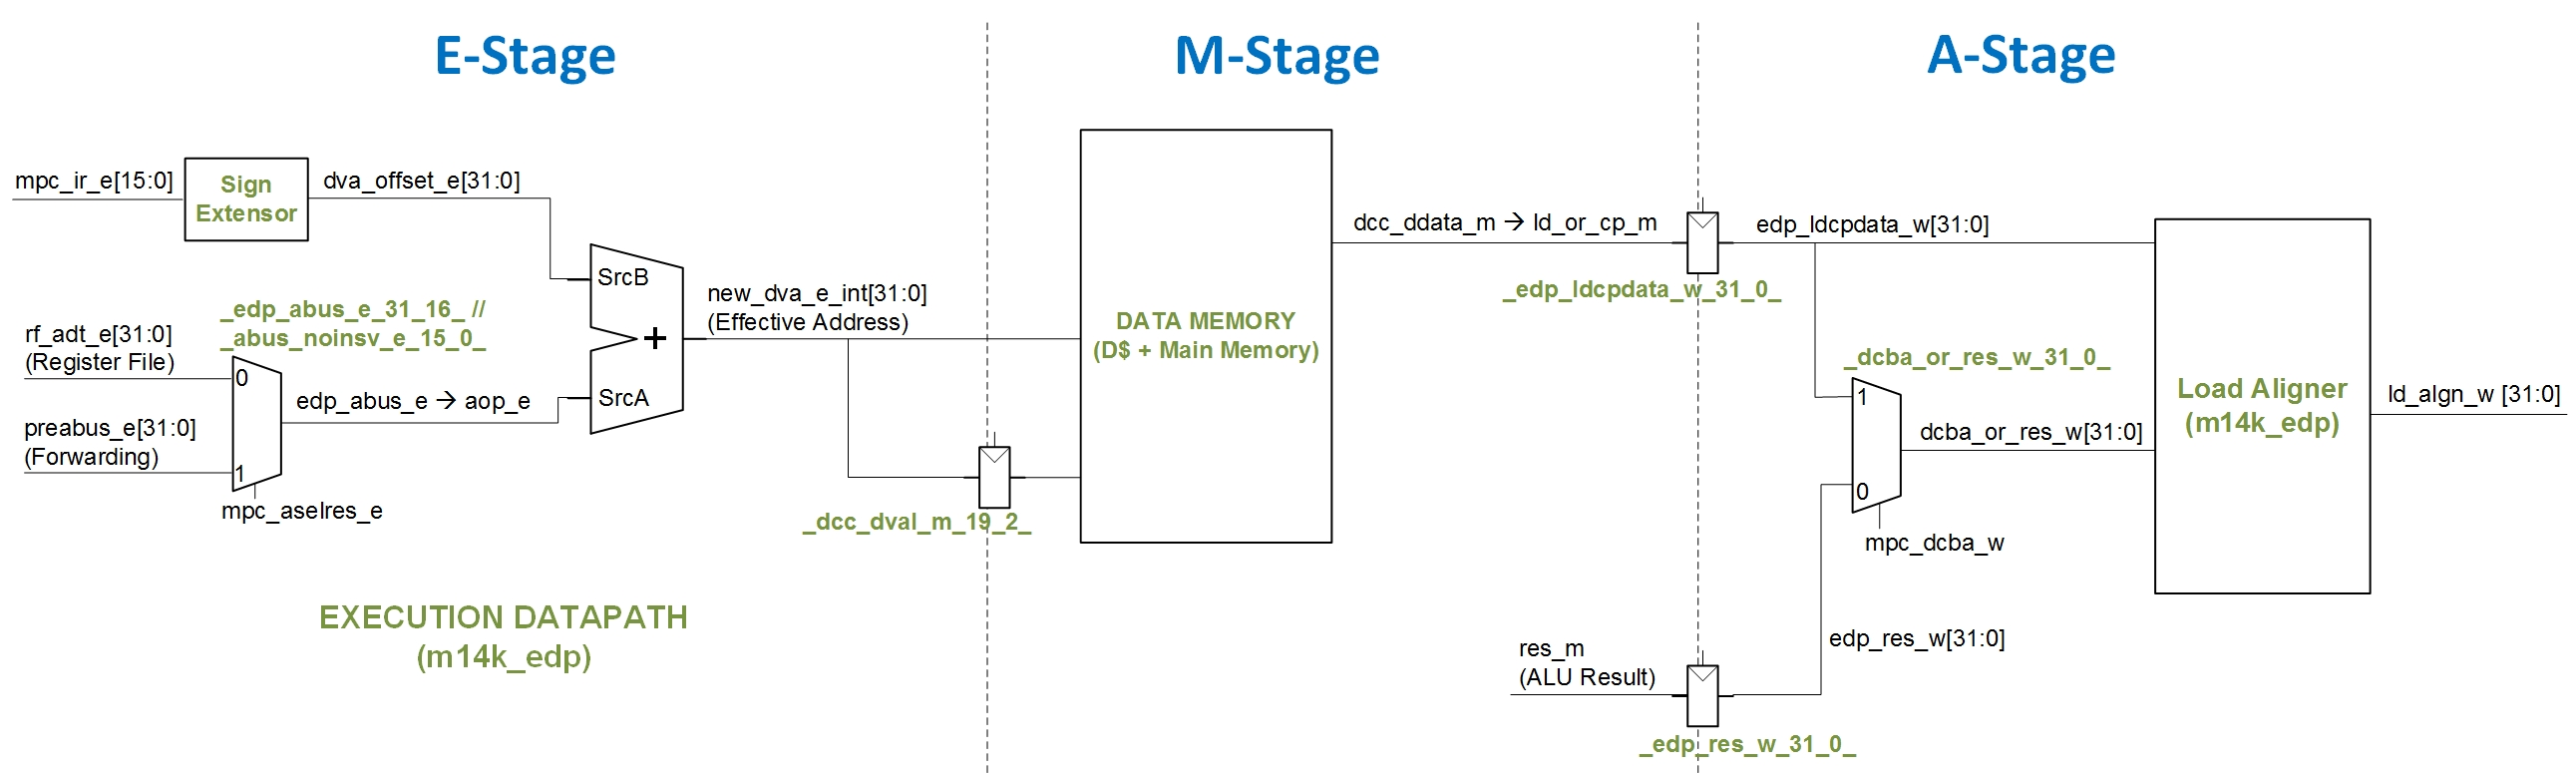 E-Stage
M-Stage
A-Stage
mpc_ir_e[15:0]
Sign
Extensor
dva_offset_e[31:0]
_edp_abus_e_31_16_ //
_abus_noinsv_e_15_0_
rf_adt_e[31:0]
(Register File)
0
preabus_e[31:0]
(Forwarding)
1
mpc_aselres_e
edp_abus_e → aop_e
SrcB
+
SrcA
new_dva_e_int[31:0]
(Effective Address)
_dcc_dval_m_19_2_
EXECUTION DATAPATH
(m14k_edp)
DATA MEMORY
(D$ + Main Memory)
dcc_ddata_m → ld_or_cp_m
_edp_ldcpdata_w_31_0_
edp_ldcpdata_w[31:0]
_dcba_or_res_w_31_0_
1
0
mpc_dcba_w
dcba_or_res_w[31:0]
res_m
(ALU Result)
edp_res_w[31:0]
_edp_res_w_31_0_
Load Aligner
(m14k_edp)
ld_algn_w [31:0]